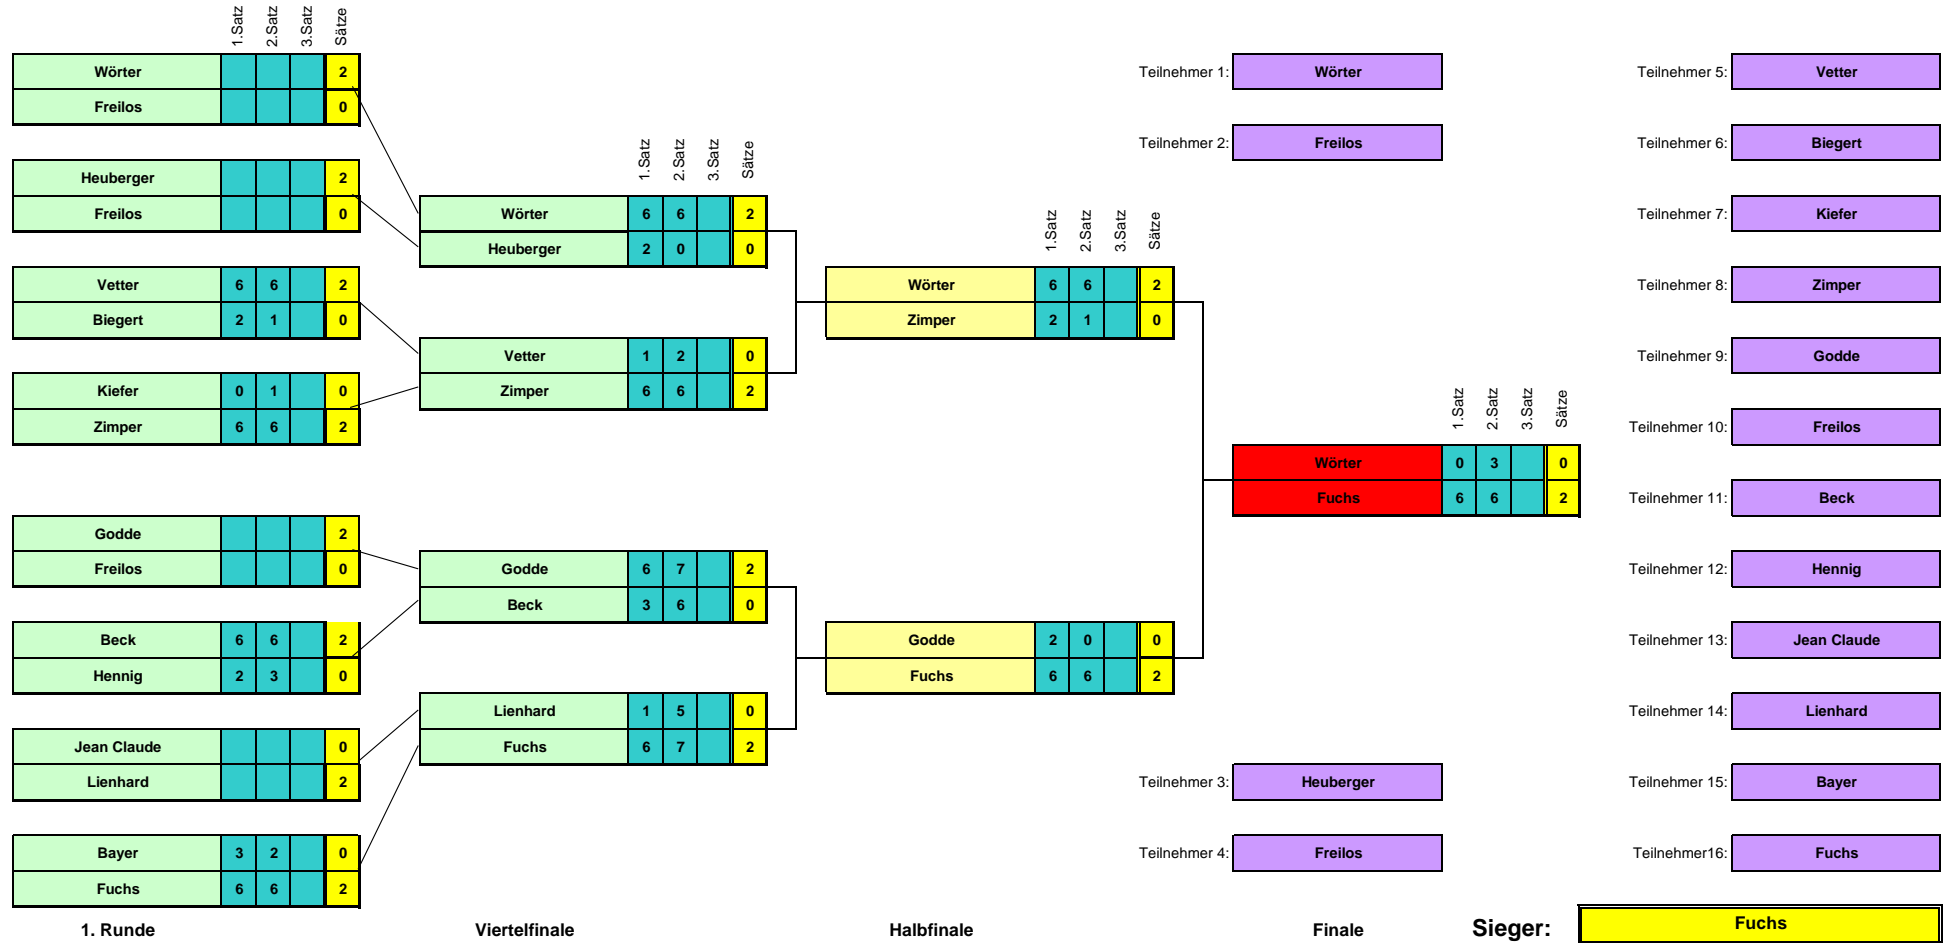 1.Satz 2.Satz 3.Satz Sätze
Wörter 2
Freilos 0
Heuberger 2
Freilos 0
Vetter 6 6 2
Biegert 2 1 0
Kiefer 0 1 0
Zimper 6 6 2
Godde 2
Freilos 0
Beck 6 6 2
Hennig 2 3 0
Jean Claude 0
Lienhard 2
Bayer 3 2 0
Fuchs 6 6 2
1. Runde
1.Satz 2.Satz 3.Satz Sätze
Wörter 6 6 2
Heuberger 2 0 0
Vetter 1 2 0
Zimper 6 6 2
Godde 6 7 2
Beck 3 6 0
Lienhard 1 5 0
Fuchs 6 7 2
Viertelfinale
1.Satz 2.Satz 3.Satz Sätze
Wörter 6 6 2
Zimper 2 1 0
Godde 2 0 0
Fuchs 6 6 2
Halbfinale
Teilnehmer 1: Wörter
Teilnehmer 2: Freilos
1.Satz 2.Satz 3.Satz Sätze
Wörter 0 3 0
Fuchs 6 6 2
Teilnehmer 3: Heuberger
Teilnehmer 4: Freilos
Finale
Teilnehmer 5: Vetter
Teilnehmer 6: Biegert
Teilnehmer 7: Kiefer
Teilnehmer 8: Zimper
Teilnehmer 9: Godde
Teilnehmer 10: Freilos
Teilnehmer 11: Beck
Teilnehmer 12: Hennig
Teilnehmer 13: Jean Claude
Teilnehmer 14: Lienhard
Teilnehmer 15: Bayer
Teilnehmer16: Fuchs
Sieger: Fuchs